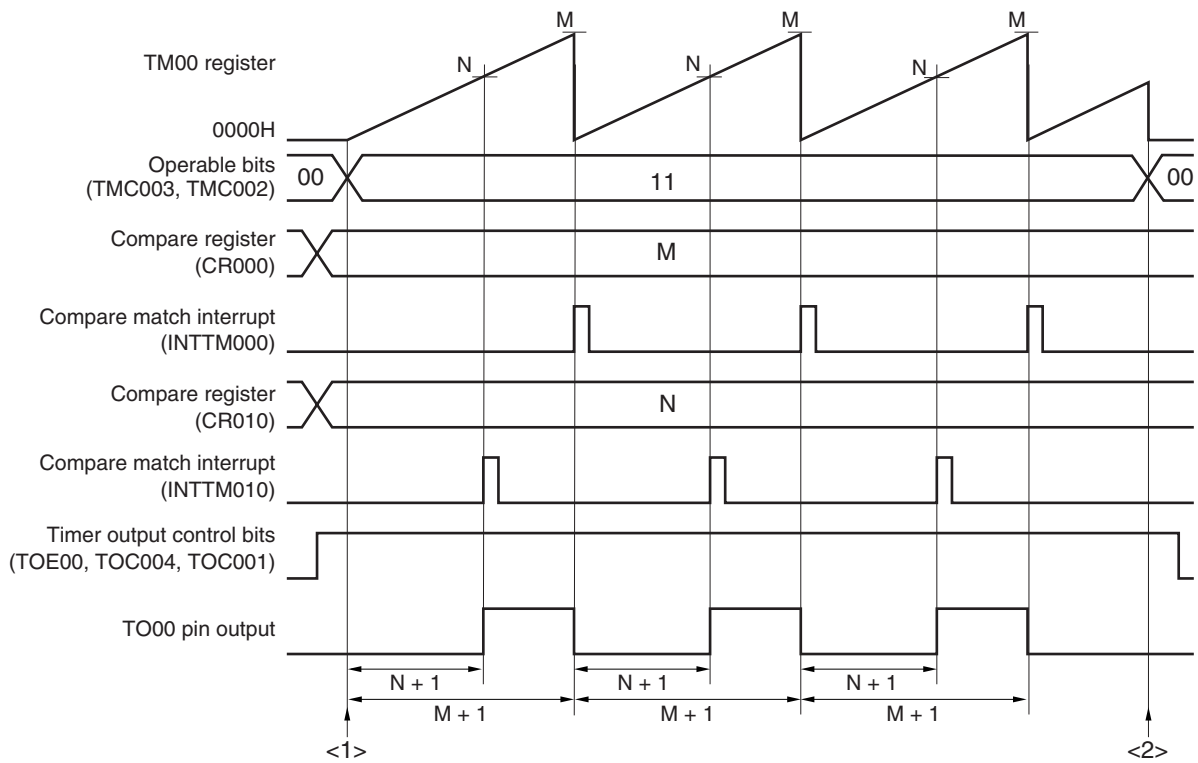 M M M
TM00 register
N N N
0000H
Operable bits
(TMC003, TMC002)
00 11 00
Compare register
(CR000)
M
Compare match interrupt
(INTTM000)
Compare register
(CR010)
N
Compare match interrupt
(INTTM010)
Timer output control bits
(TOE00, TOC004, TOC001)
TO00 pin output
N + 1 N + 1 N + 1
M + 1 M + 1 M + 1
<1> <2>